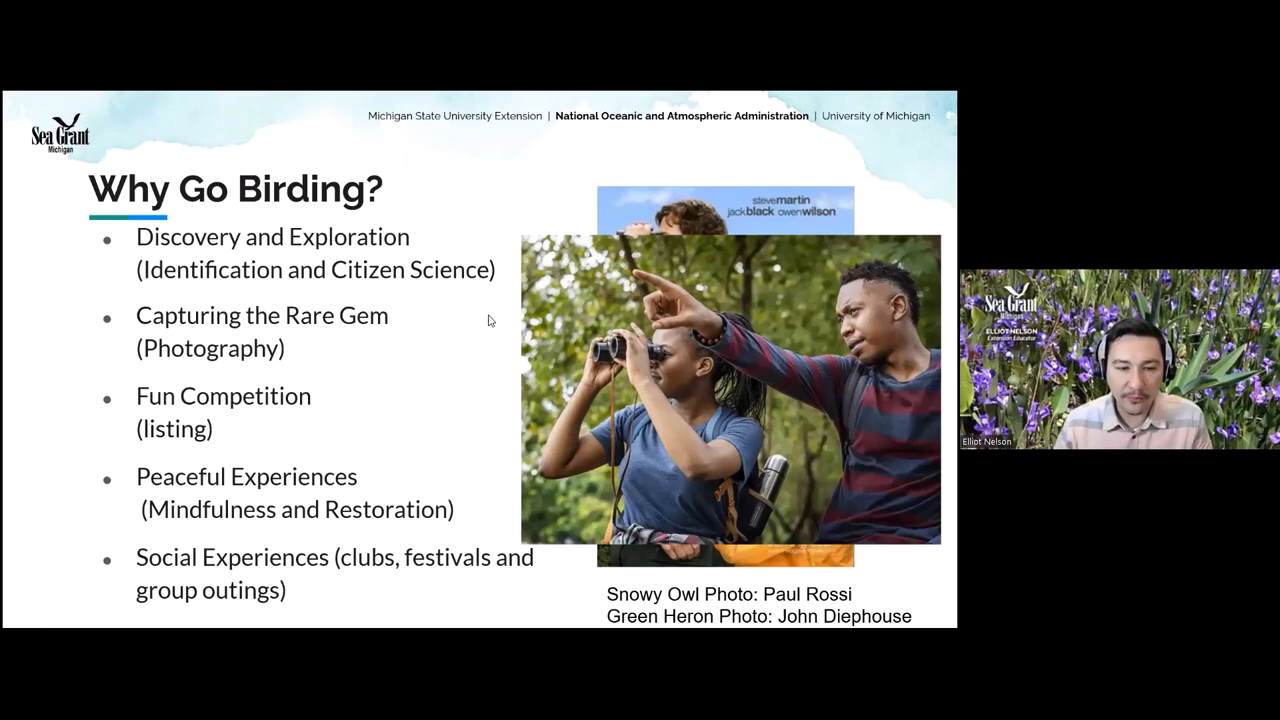 Sea Grant
Michigan
Michigan State University Extension | National Oceanic and Atmospheric Administration | University of Michigan
Why Go Birding?
• Discovery and Exploration
(Identification and Citizen Science)
• Capturing the Rare Gem
(Photography)
• Fun Competition
(listing)
• Peaceful Experiences
(Mindfulness and Restoration)
• Social Experiences (clubs, festivals and
group outings)
stevemartin
jackblack owenwilson
Snowy Owl Photo: Paul Rossi
Green Heron Photo: John Diephouse
Sea Grant
Michigan
ELLIOT NELSON
Extension Educator
Elliot Nelson